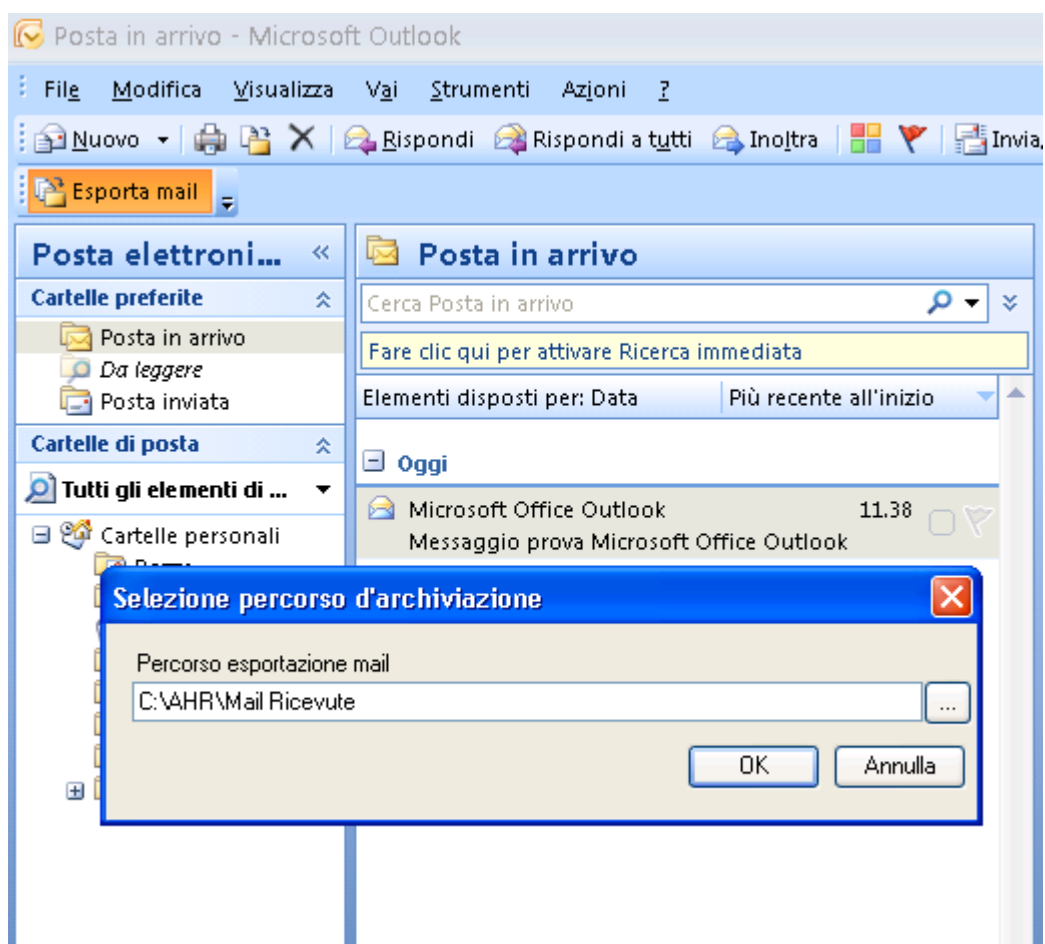 Posta in arrivo - Microsoft Outlook
File Modifica Visualizza Vai Strumenti Azioni ?
Nuovo Rispondi Rispondi a tutti Inoltra Invia
Esporta mail
Posta elettroni... «
Cartelle preferite
Posta in arrivo
Da leggere
Posta inviata
Cartelle di posta
Tutti gli elementi di ...
Cartelle personali
Posta in arrivo
Cerca Posta in arrivo
Fare clic qui per attivare Ricerca immediata
Elementi disposti per: Data Più recente all'inizio
Oggi
Microsoft Office Outlook 11.38
Messaggio prova Microsoft Office Outlook
Selezione percorso d'archiviazione
Percorso esportazione mail
C:\AHR\Mail Ricevute
...
OK Annulla